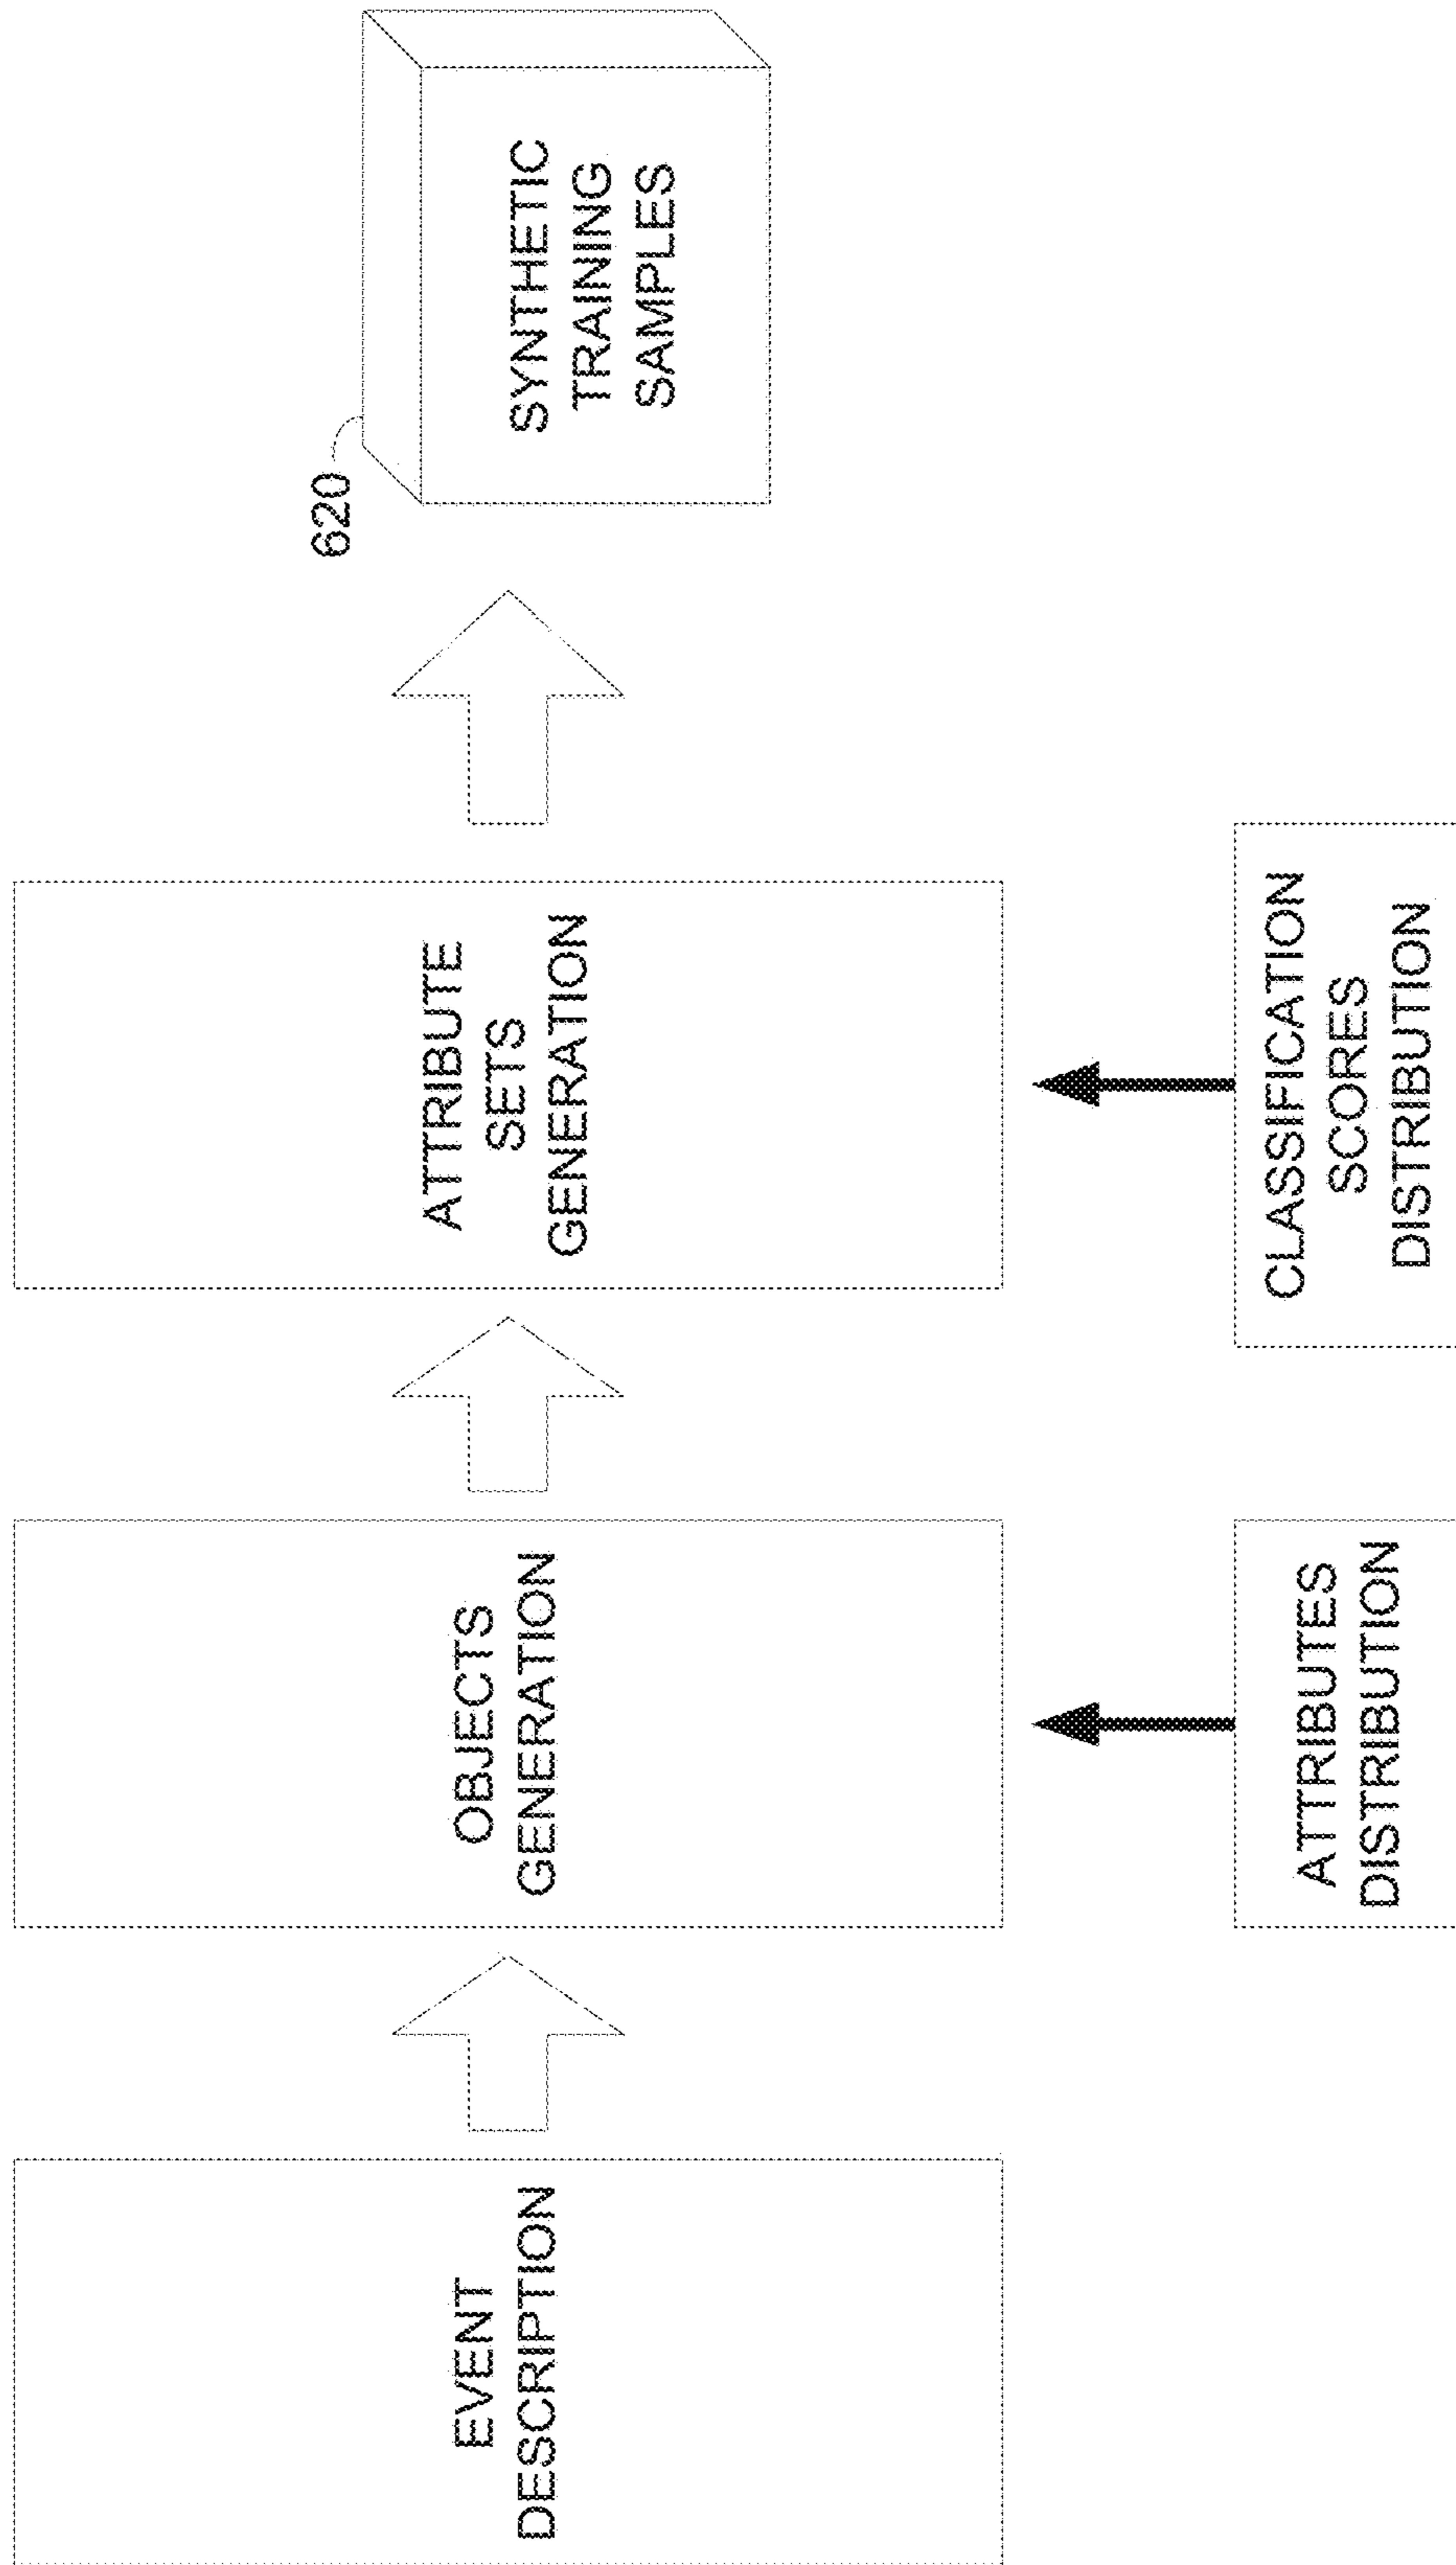 EVENT
DESCRIPTION
OBJECTS
GENERATION
ATTRIBUTE
SETS
GENERATION
620
SYNTHETIC
TRAINING
SAMPLES
ATTRIBUTES
DISTRIBUTION
CLASSIFICATION
SCORES
DISTRIBUTION